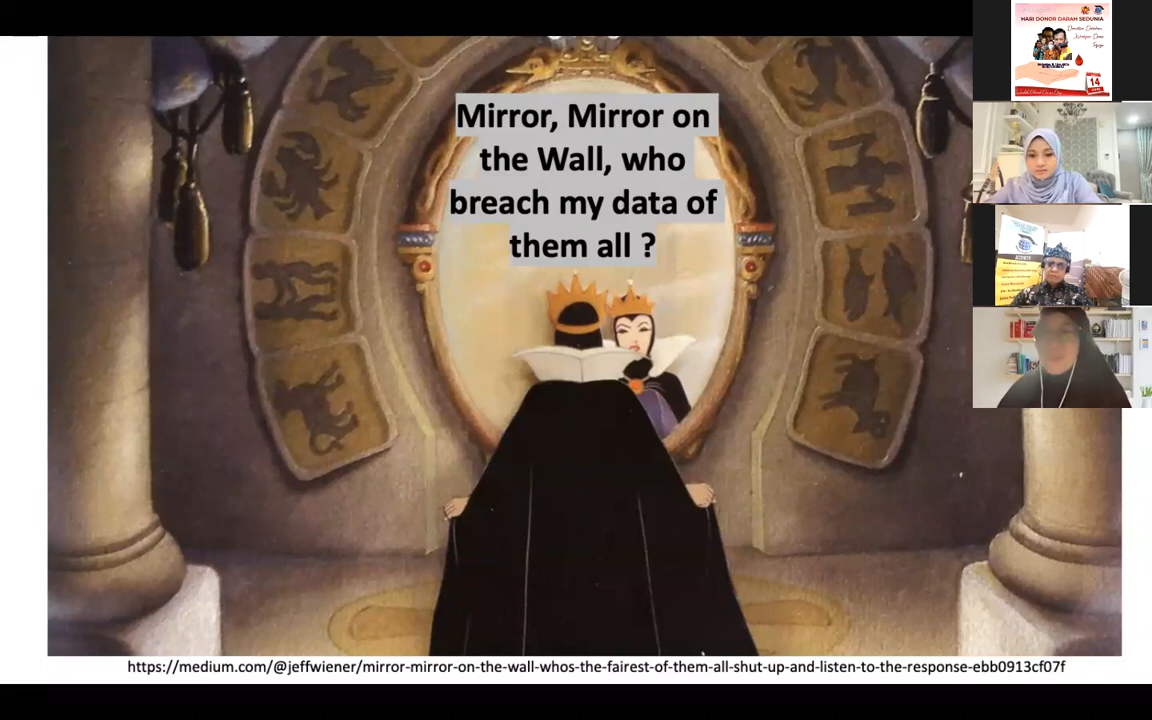 Mirror, Mirror on
the Wall, who
breach my data of
them all ?
https://medium.com/@jeffwiener/mirror-mirror-on-the-wall-whos-the-fairest-of-them-all-shut-up-and-listen-to-the-response-ebb0913cf07f
HARI DONOR DARAH SEDUNIA
14